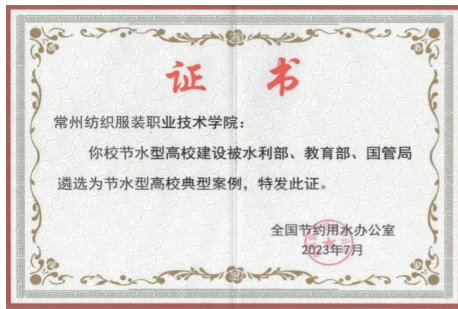 证 书
常州纺织服装职业技术学院：
你校节水型高校建设被水利部、教育部、国管局
遴选为节水型高校典型案例，特发此证。
全国节约用水办公室
2023年7月